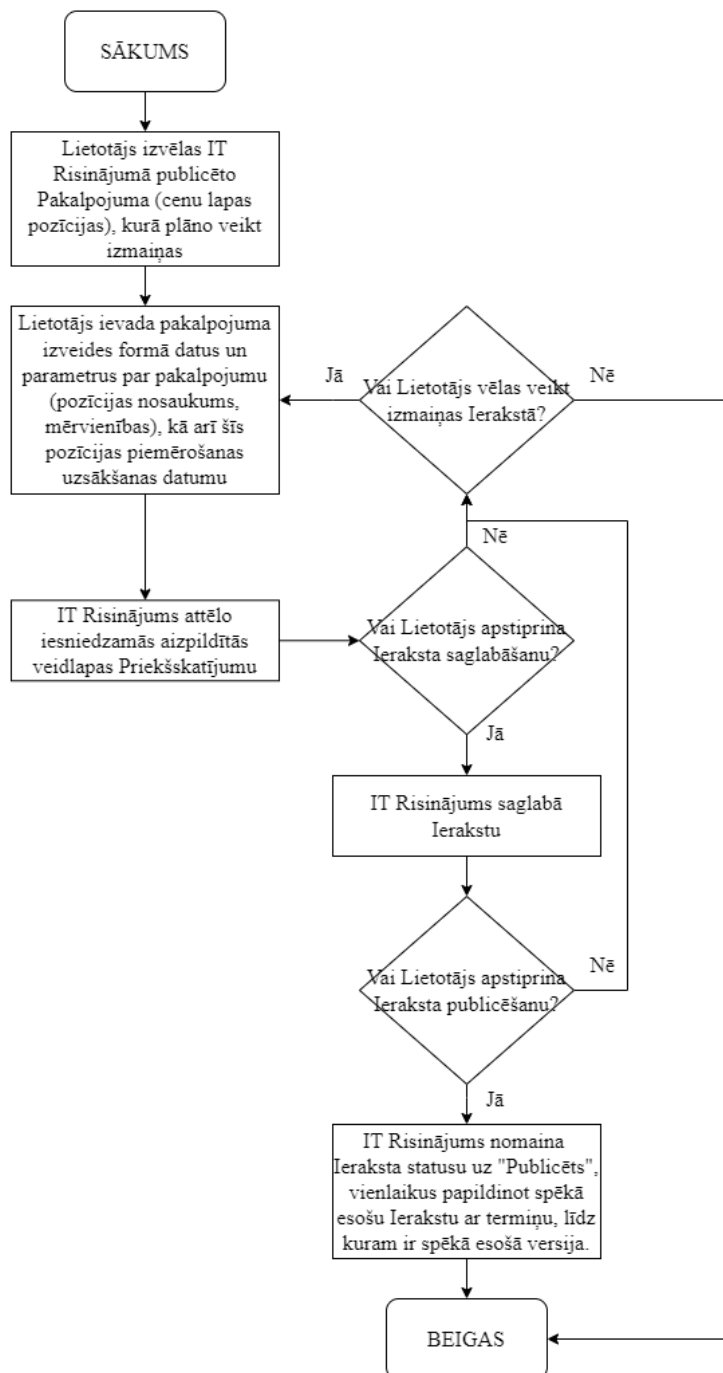 SĀKUMS
Lietotājs izvēlas IT
Risinājumā publicēto
Pakalpojuma (cenu lapas
pozīcijas), kurā plāno veikt
izmaiņas
Lietotājs ievada pakalpojuma
izveides formā datus un
parametrus par pakalpojumu
(pozīcijas nosaukums,
mērvienības), kā arī šīs
pozīcijas piemērošanas
uzsākšanas datumu
Jā
Vai Lietotājs vēlas veikt
izmaiņas Ierakstā?
Nē
Nē
IT Risinājums attēlo
iesniedzamās aizpildītās
veidlapas Priekšskatījumu
Vai Lietotājs apstiprina
Ieraksta saglabāšanu?
Jā
IT Risinājums saglabā
Ierakstu
Vai Lietotājs apstiprina
Ieraksta publicēšanu?
Nē
Jā
IT Risinājums nomaina
Ieraksta statusu uz "Publicēts",
vienlaikus papildinot spēkā
esošu Ierakstu ar termiņu, līdz
kuram ir spēkā esošā versija.
BEIGAS